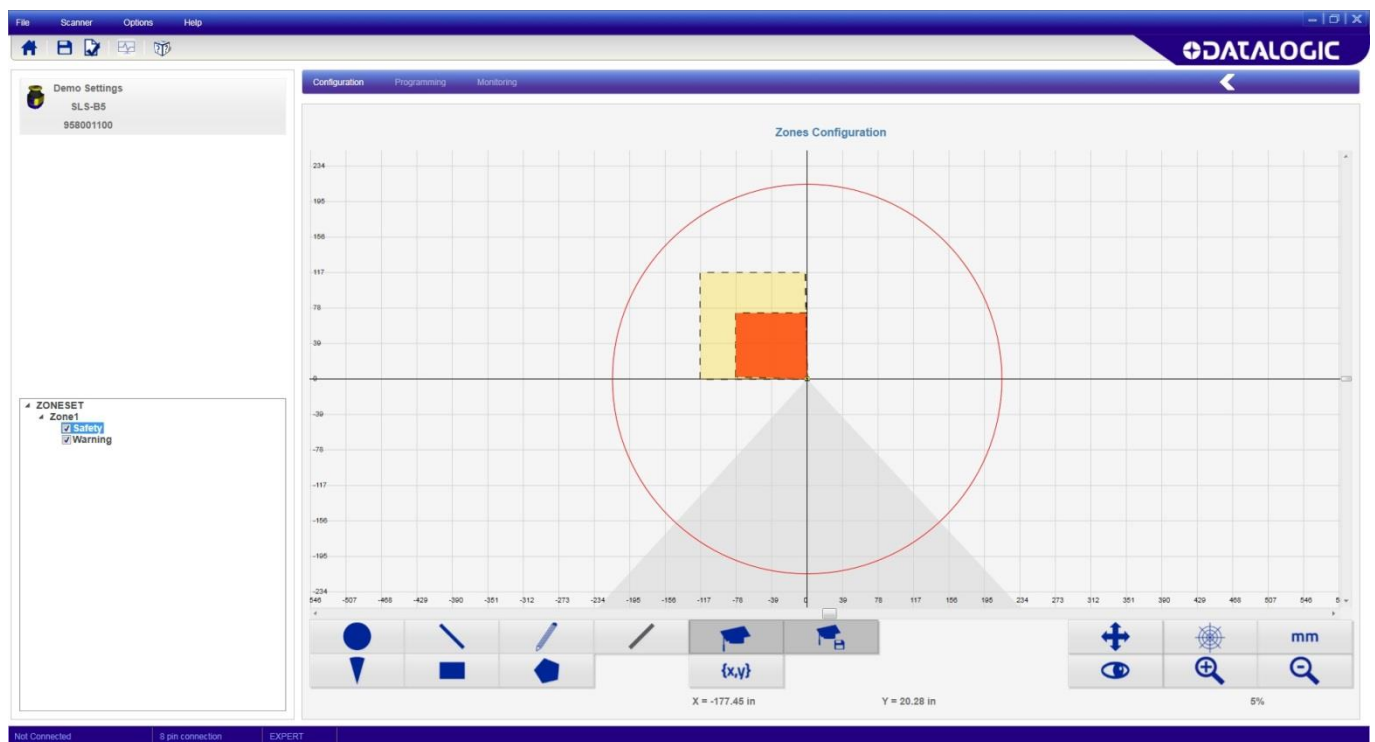 File Scanner Options Help
DATALOGIC
Demo Settings
SLS-B5
958001100
Configuration Programming Monitoring
Zones Configuration
234
195
156
117
78
39
0
-39
-78
-117
-156
-195
-234
546 -507 -468 -429 -390 -351 -312 -273 -234 -195 -156 -117 -78 -39 0 39 78 117 156 195 234 273 312 351 390 429 468 507 546 5
ZONESET
Zone1
Safety
Warning
mm
{x,y}
X = -177.45 in Y = 20.28 in 5%
Not Connected 8 pin connection EXPERT